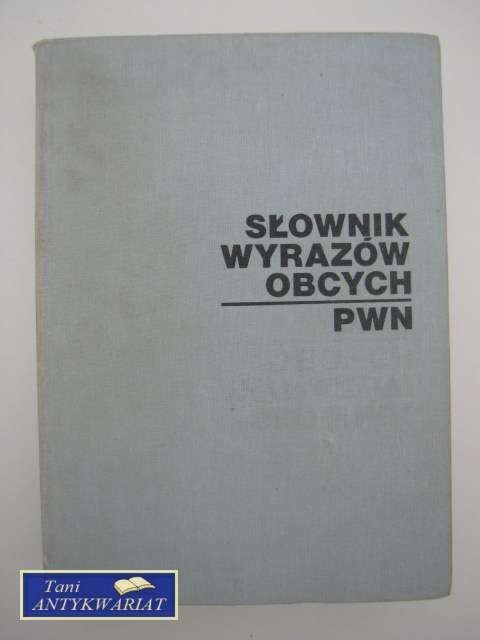 SŁOWNIK
WYRAZÓW
OBCYCH
PWN
Tani
ANTYKWARIAT